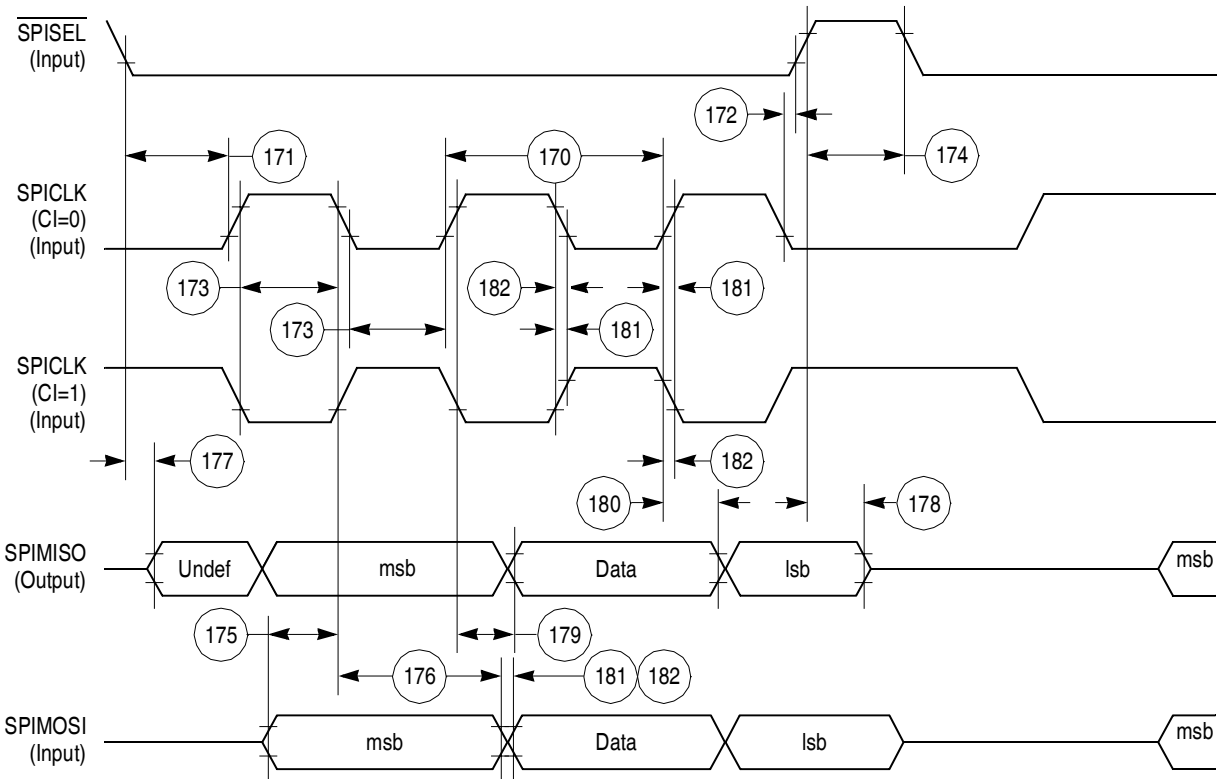 SPISEL
(Input)
172
171
170
174
SPICLK
(CI=0)
(Input)
173
182
181
173
181
SPICLK
(CI=1)
(Input)
177
182
180
178
SPIMISO
(Output)
Undef
msb
Data
lsb
msb
175
179
176
181
182
SPIMOSI
(Input)
msb
Data
lsb
msb